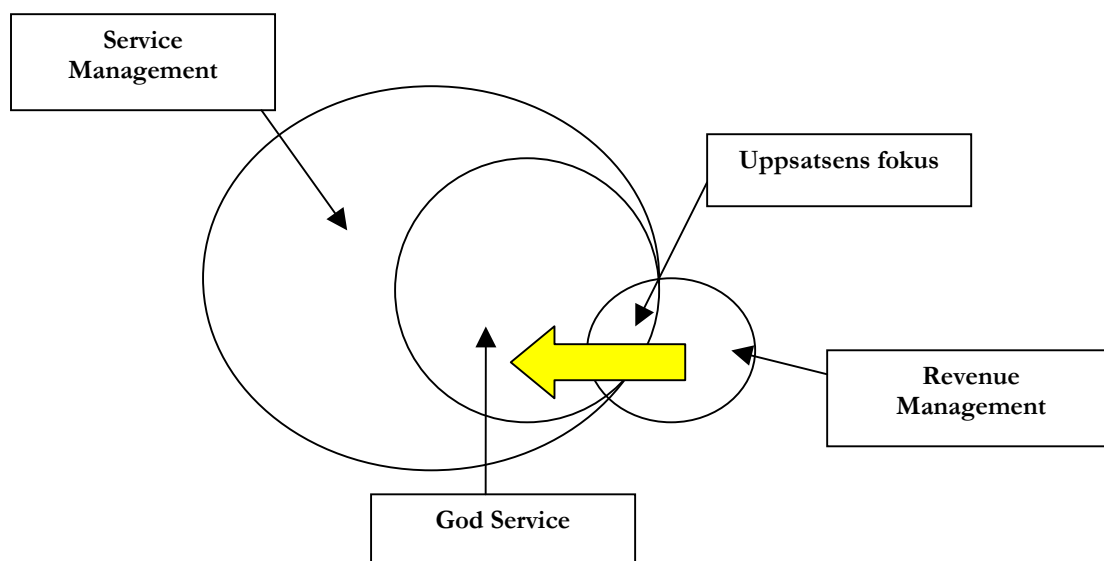 Service
Management
Uppsatsens fokus
Revenue
Management
God Service